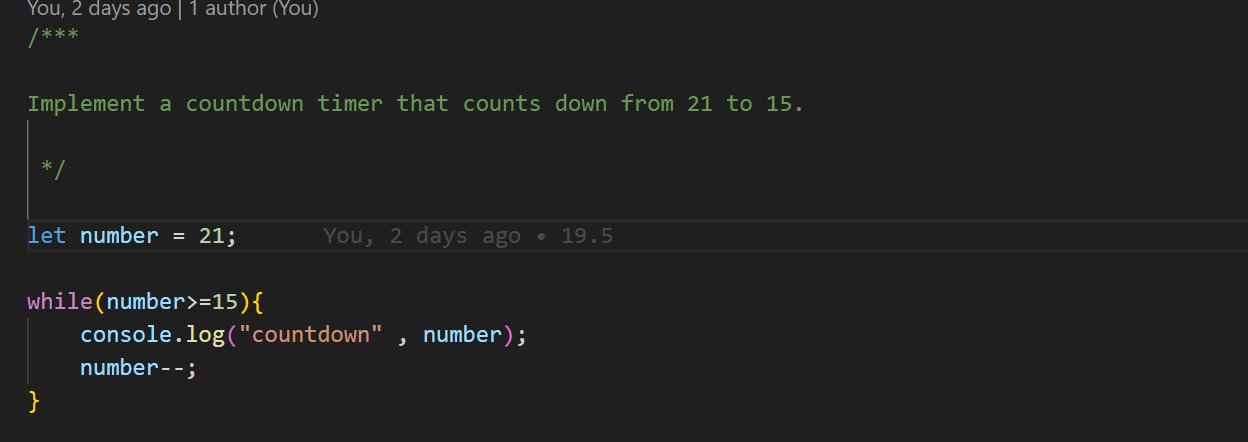 You, 2 days ago | 1 author (You)
/***
Implement a countdown timer that counts down from 21 to 15.
*/
let number = 21; You, 2 days ago • 19.5
while(number>=15){
console.log("countdown" , number);
number--;
}